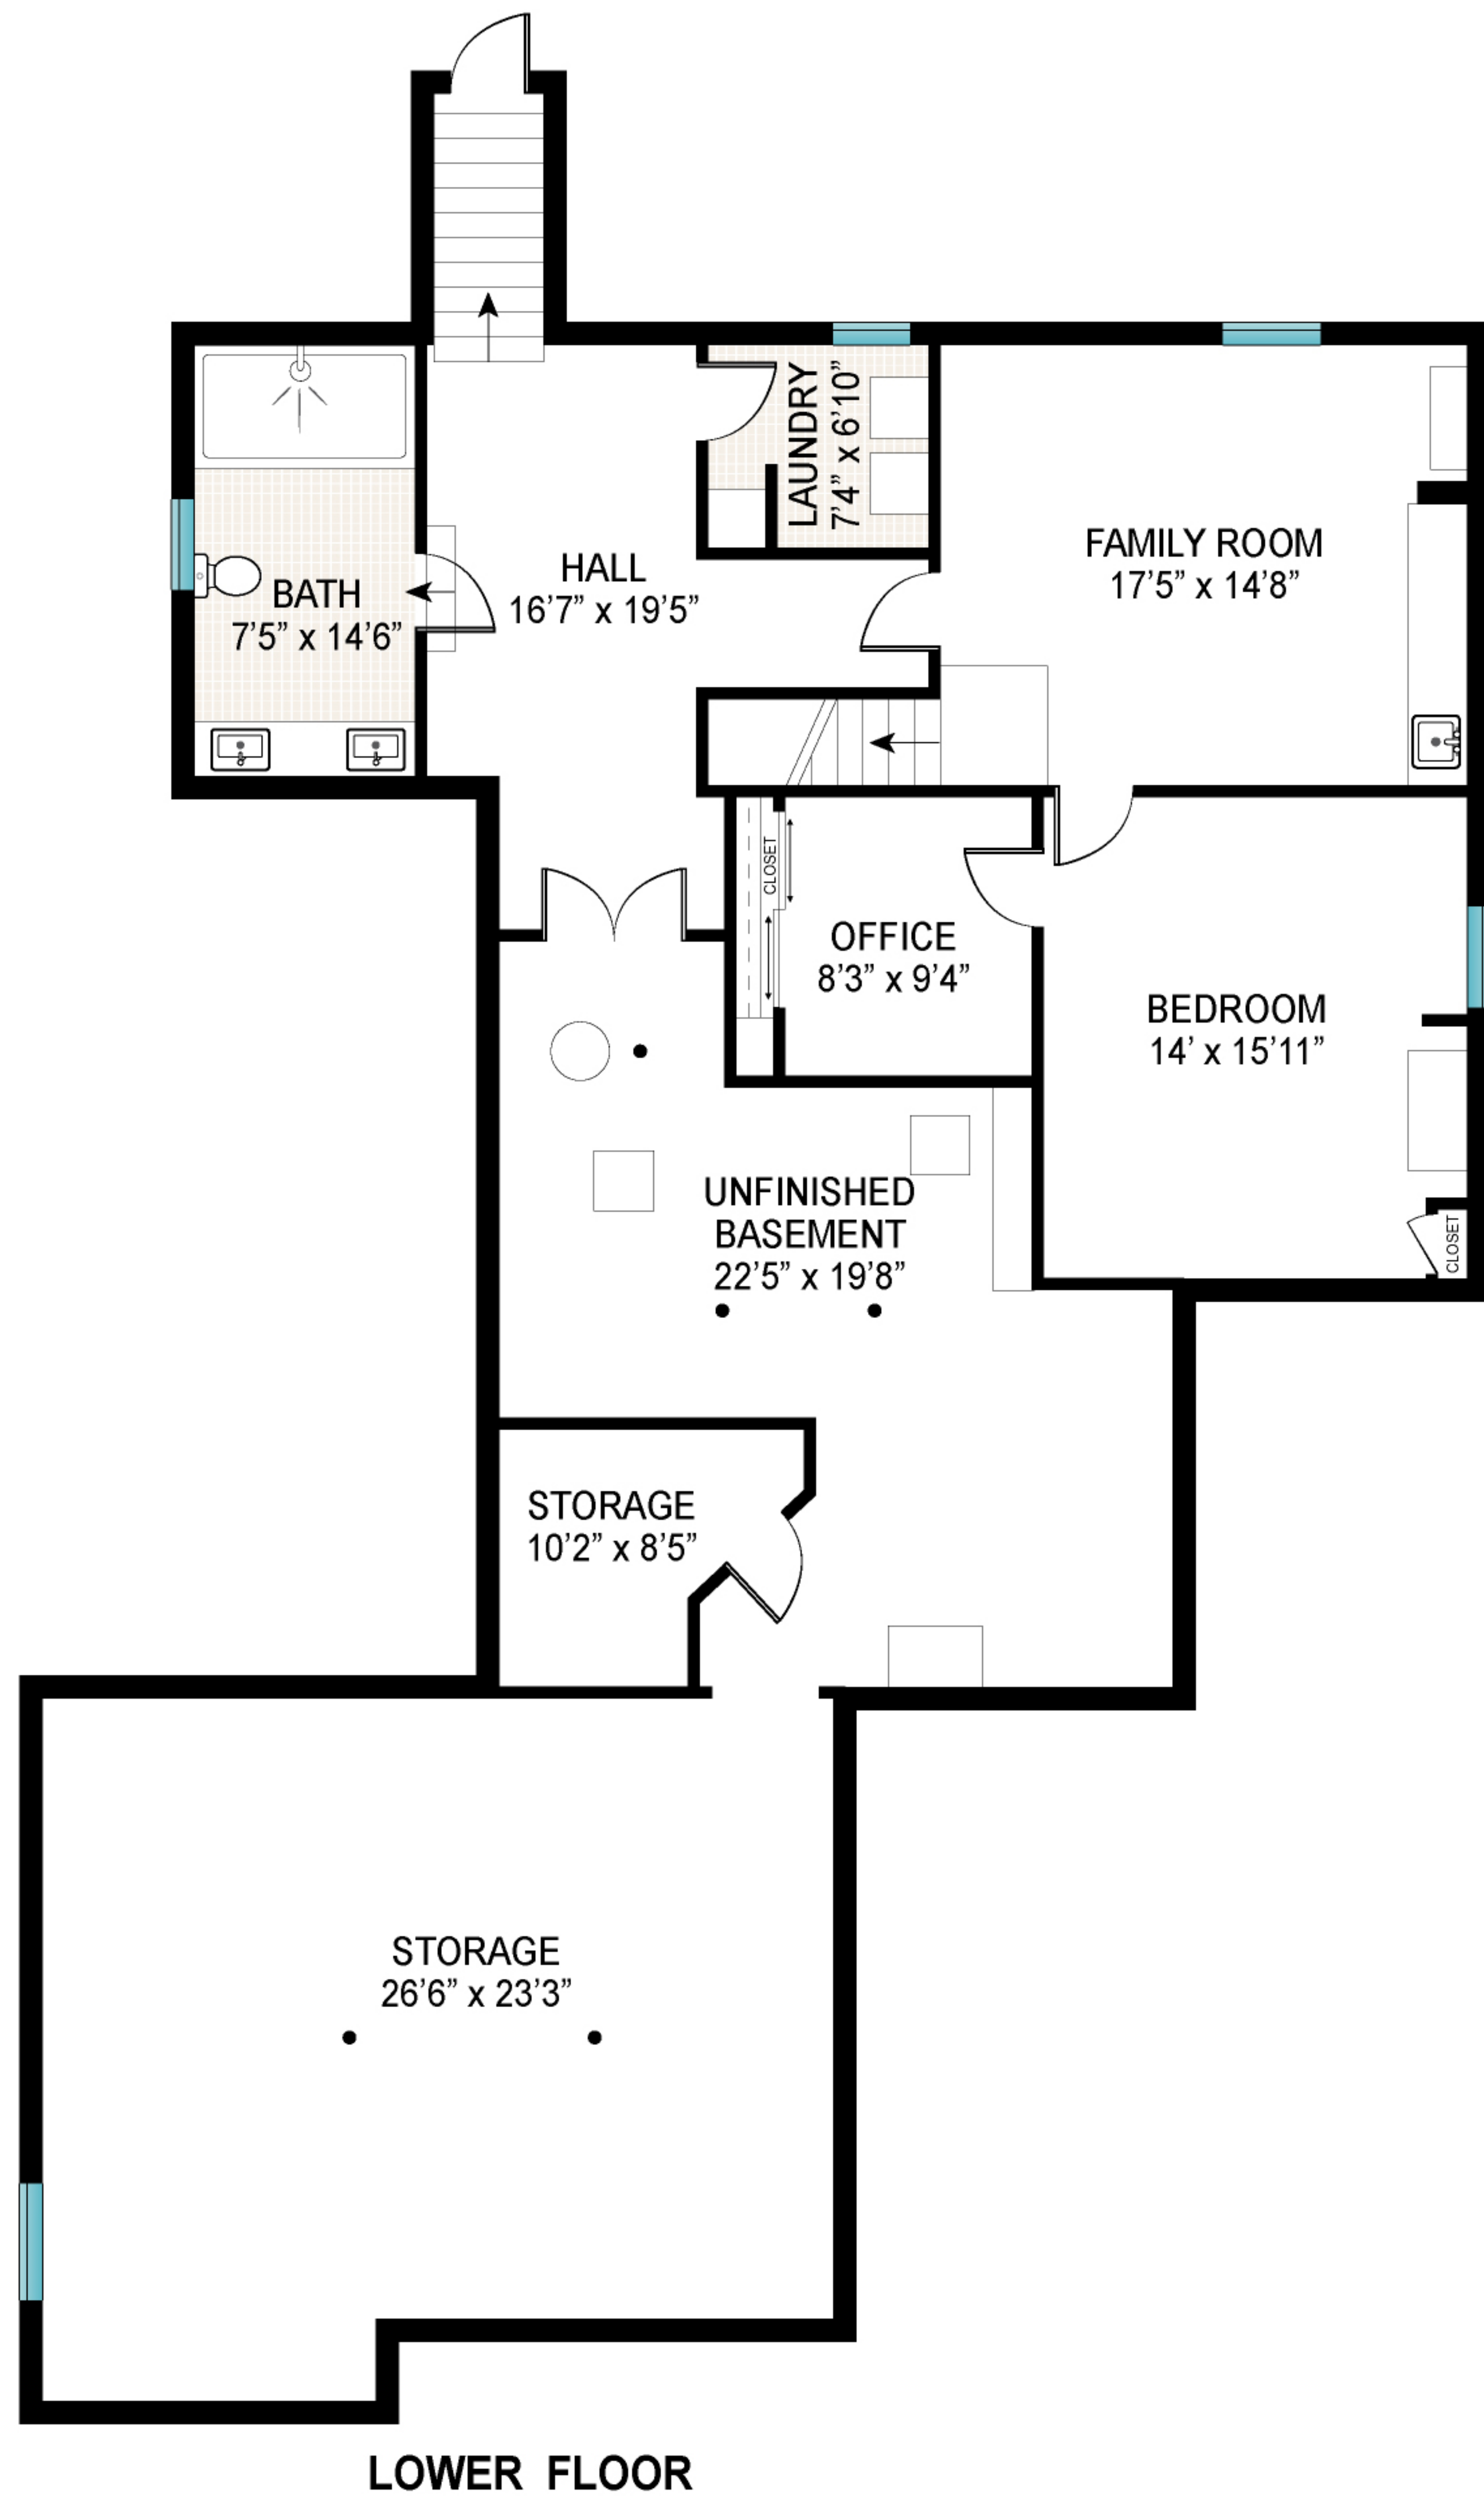 LAUNDRY
7'4” x 6'10”
FAMILY ROOM
17'5” x 14'8”
HALL
16'7” x 19'5”
BATH
7'5” x 14'6”
CLOSET
OFFICE
8'3” x 9'4”
BEDROOM
14' x 15'11”
UNFINISHED
BASEMENT
22'5” x 19'8”
CLOSET
STORAGE
10'2” x 8'5”
STORAGE
26'6” x 23'3”
LOWER FLOOR